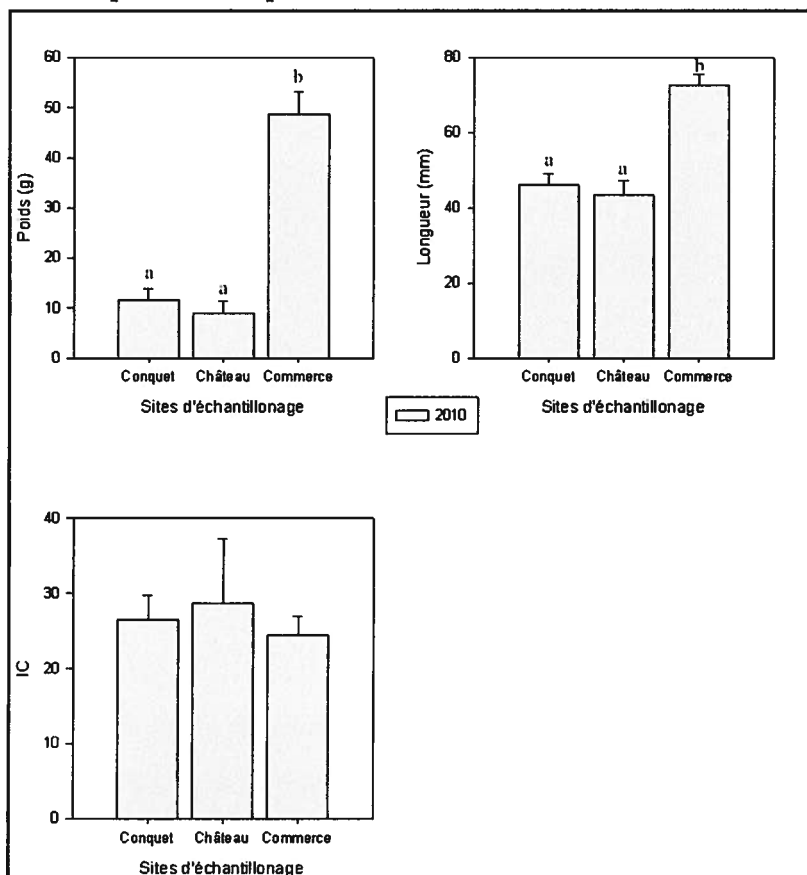 Poids (g)
60
50
40
30
20
10
0
a
a
b
Conquet Château Commerce
Sites d'échantillonage
Longueur (mm)
80
60
40
20
0
a
a
b
Conquet Château Commerce
Sites d'échantillonage
2010
IC
40
30
20
10
0
Conquet Château Commerce
Sites d'échantillonage